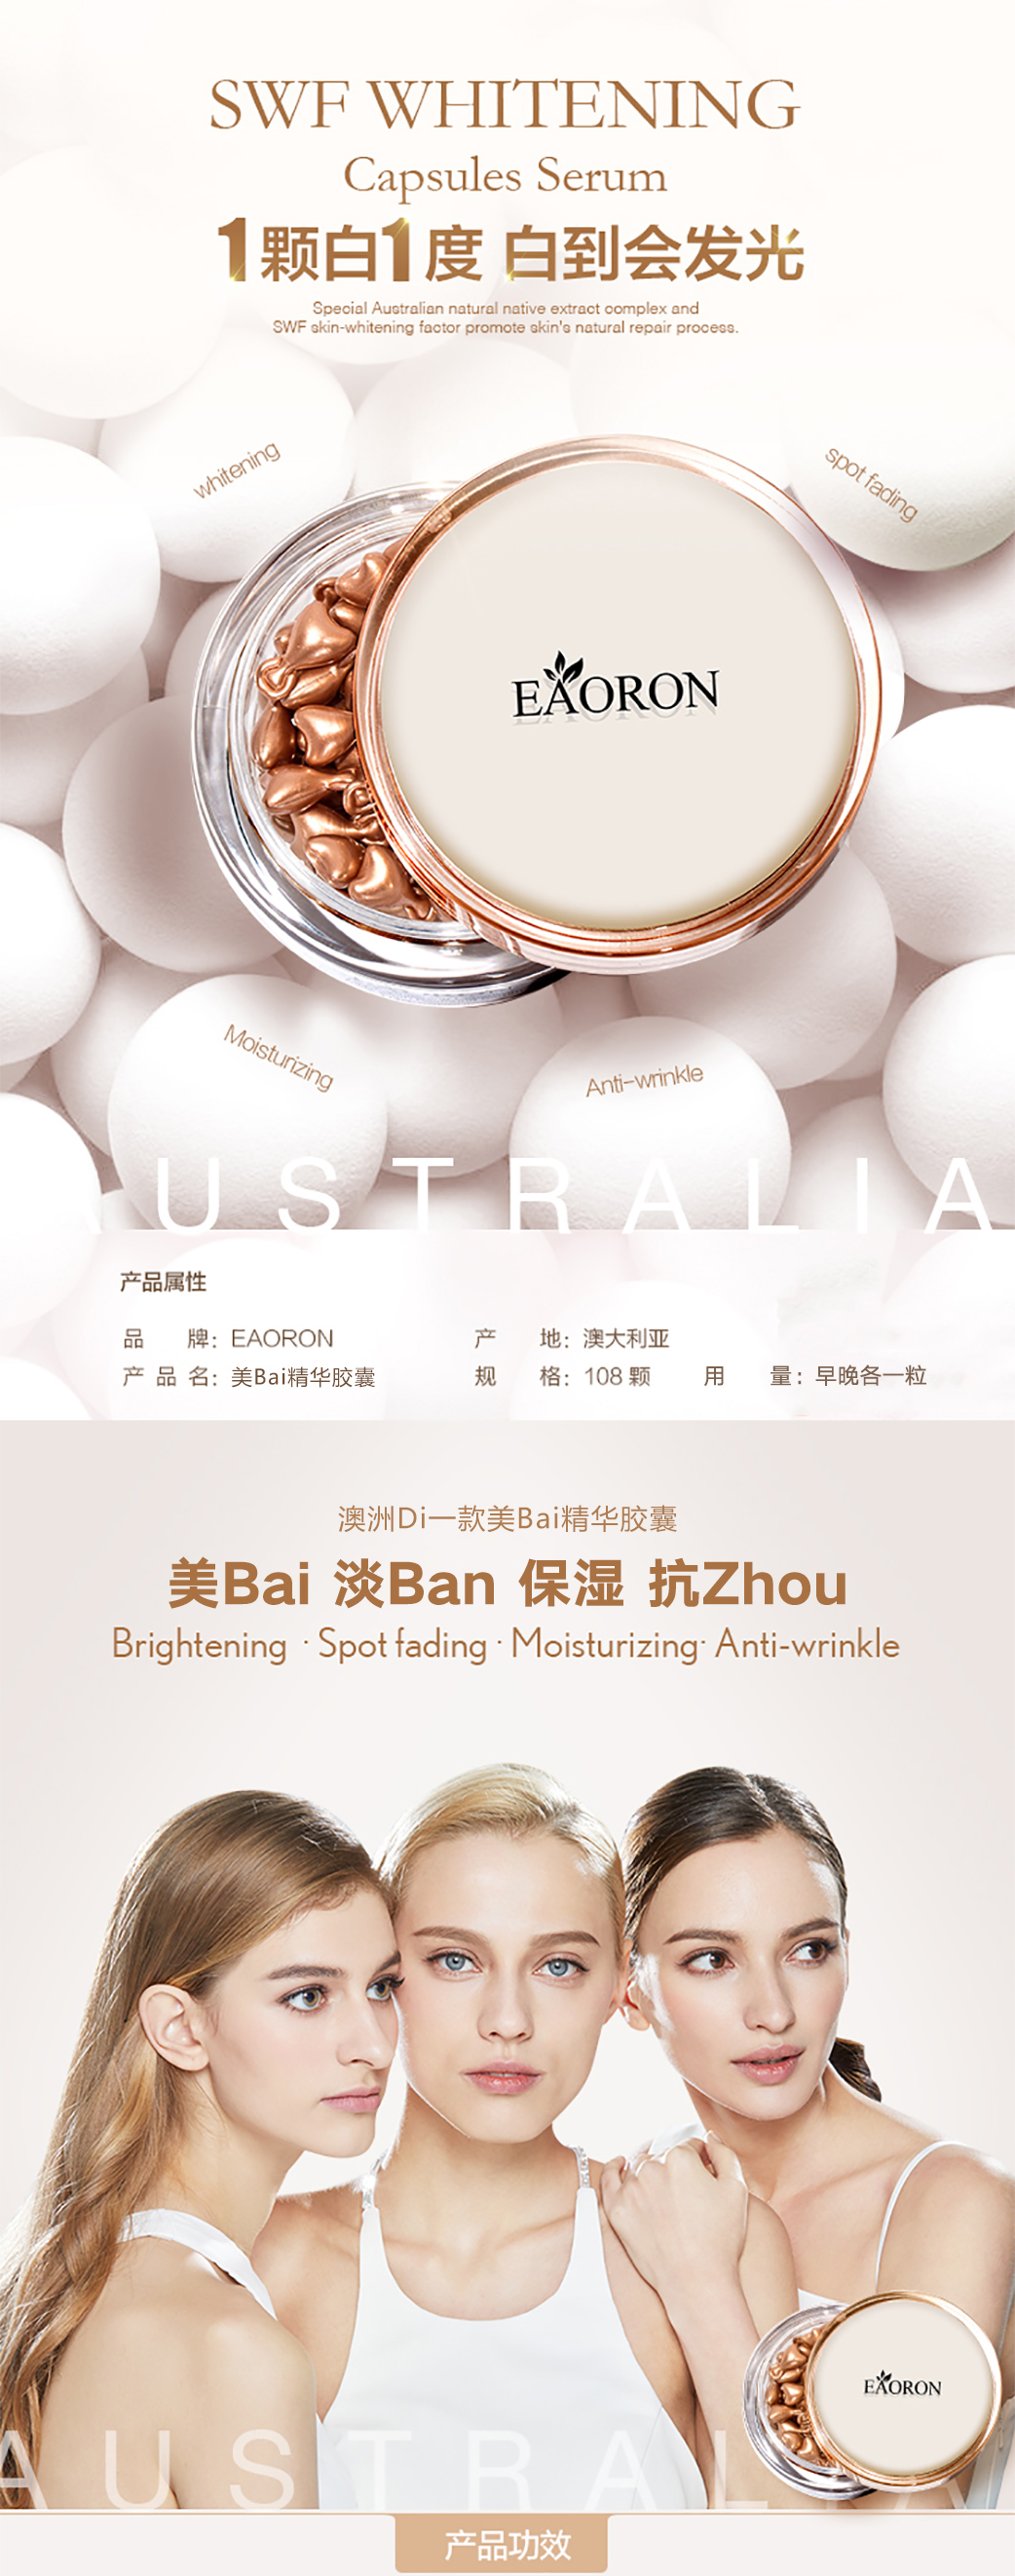 SWF WHITENING
Capsules Serum
1颗白1度 白到会发光
Special Australian natural native extract complex and
SWF skin-whitening factor promote skin's natural repair process.
whitening
spot fading
EAORON
Moisturizing
Anti-wrinkle
AUSTRALIA
产品属性
品 牌：EAORON 产 地：澳大利亚
产 品 名：美Bai精华胶囊 规 格：108 颗 用 量：早晚各一粒
澳洲Di一款美Bai精华胶囊
美Bai 淡Ban 保湿 抗Zhou
Brightening · Spot fading · Moisturizing · Anti-wrinkle
EAORON
AUSTRALIA
产品功效